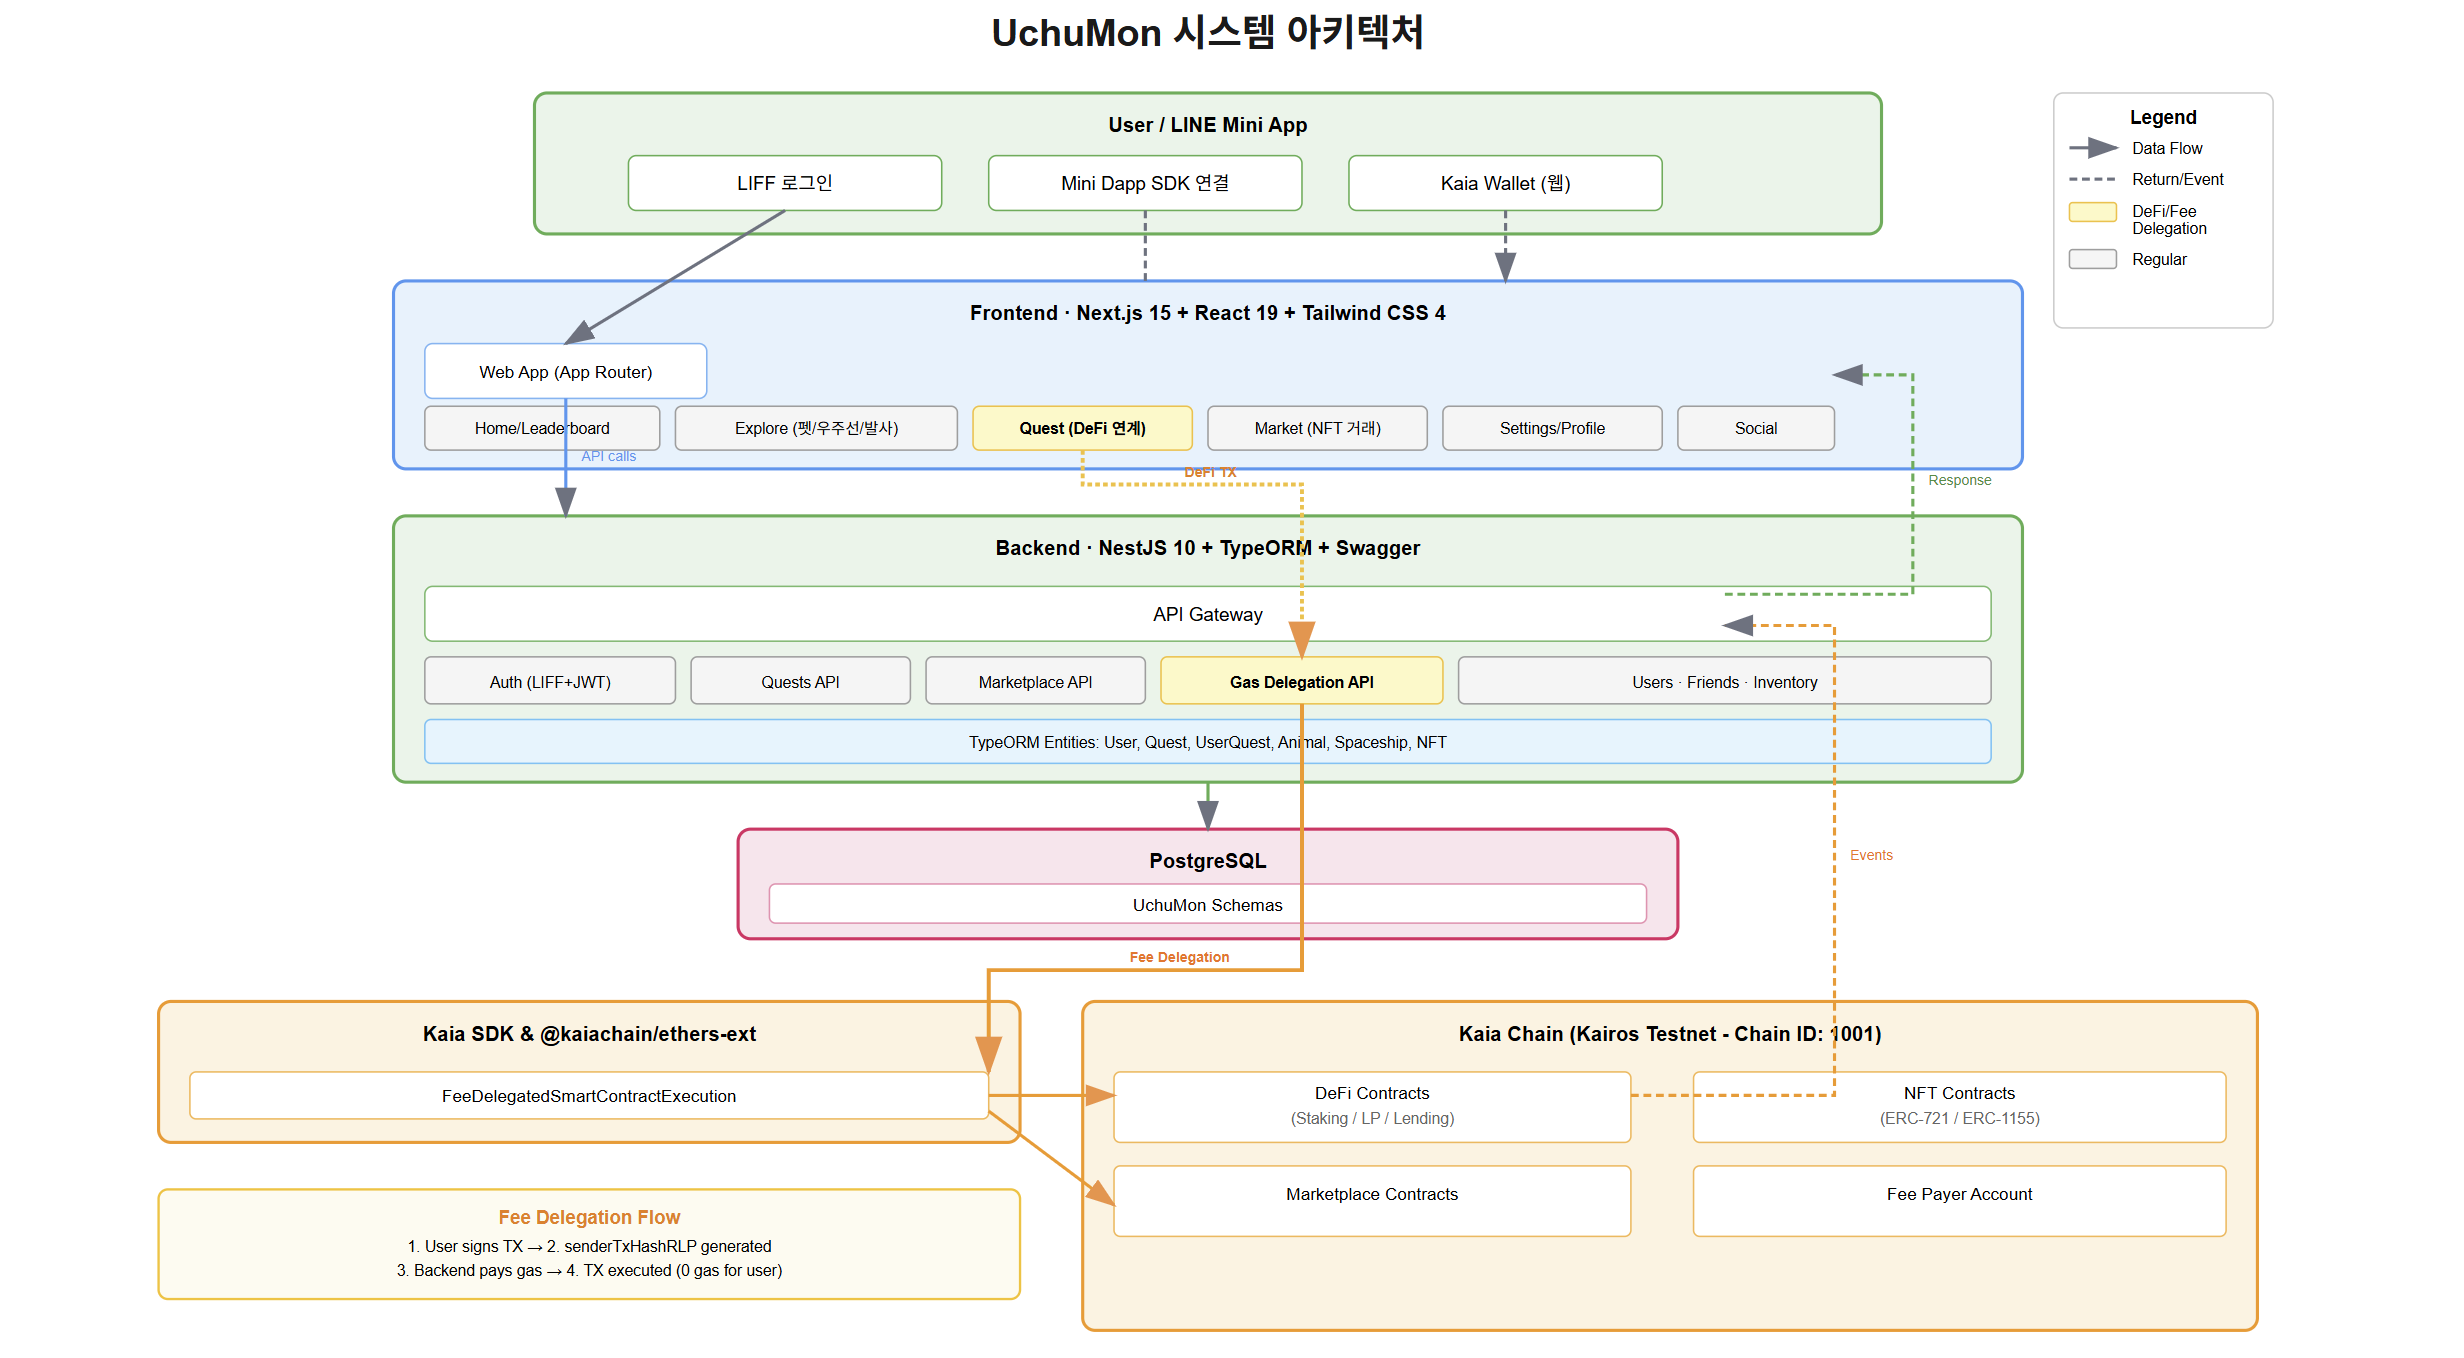 UchuMon 시스템 아키텍처
User / LINE Mini App
LIFF 로그인
Mini Dapp SDK 연결
Kaia Wallet (웹)
Legend
Data Flow
Return/Event
DeFi/Fee
Delegation
Regular
Frontend · Next.js 15 + React 19 + Tailwind CSS 4
Web App (App Router)
Home/Leaderboard
Explore (펫/우주선/발사)
Quest (DeFi 연계)
Market (NFT 거래)
Settings/Profile
Social
API calls
DeFi TX
Response
Backend · NestJS 10 + TypeORM + Swagger
API Gateway
Auth (LIFF+JWT)
Quests API
Marketplace API
Gas Delegation API
Users · Friends · Inventory
TypeORM Entities: User, Quest, UserQuest, Animal, Spaceship, NFT
PostgreSQL
UchuMon Schemas
Events
Fee Delegation
Kaia SDK & @kaiachain/ethers-ext
FeeDelegatedSmartContractExecution
Kaia Chain (Kairos Testnet - Chain ID: 1001)
DeFi Contracts
(Staking / LP / Lending)
NFT Contracts
(ERC-721 / ERC-1155)
Marketplace Contracts
Fee Payer Account
Fee Delegation Flow
1. User signs TX → 2. senderTxHashRLP generated
3. Backend pays gas → 4. TX executed (0 gas for user)